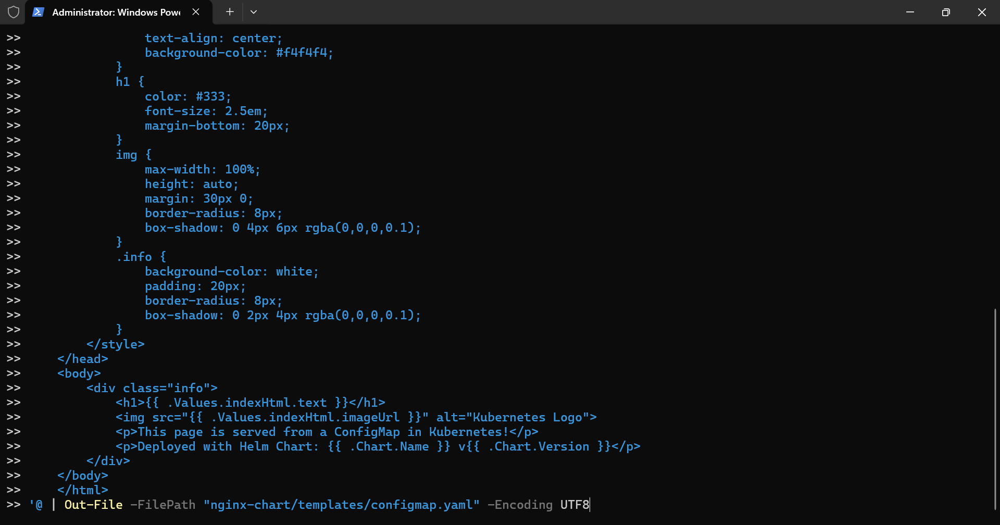 Administrator: Windows Powe
>> text-align: center;
>> background-color: #f4f4f4;
>> }
>> h1 {
>> color: #333;
>> font-size: 2.5em;
>> margin-bottom: 20px;
>> }
>> img {
>> max-width: 100%;
>> height: auto;
>> margin: 30px 0;
>> border-radius: 8px;
>> box-shadow: 0 4px 6px rgba(0,0,0,0.1);
>> }
>> .info {
>> background-color: white;
>> padding: 20px;
>> border-radius: 8px;
>> box-shadow: 0 2px 4px rgba(0,0,0,0.1);
>> }
>> </style>
>> </head>
>> <body>
>> <div class="info">
>> <h1>{{ .Values.indexHtml.text }}</h1>
>> <img src="{{ .Values.indexHtml.imageUrl }}" alt="Kubernetes Logo">
>> <p>This page is served from a ConfigMap in Kubernetes!</p>
>> <p>Deployed with Helm Chart: {{ .Chart.Name }} v{{ .Chart.Version }}</p>
>> </div>
>> </body>
>> </html>
>> '@ | Out-File -FilePath "nginx-chart/templates/configmap.yaml" -Encoding UTF8